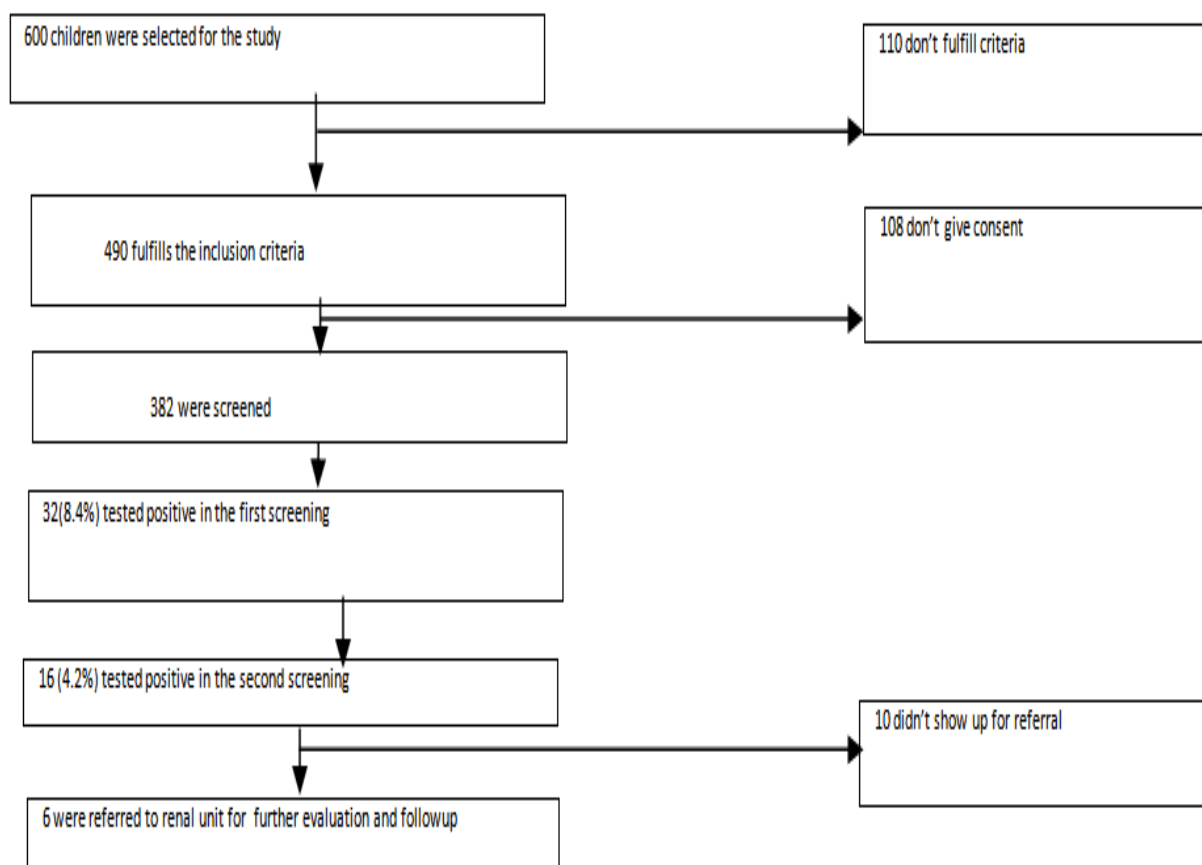 600 children were selected for the study
110 don’t fulfill criteria
490 fulfills the inclusion criteria
108 don’t give consent
382 were screened
32(8.4%) tested positive in the first screening
16 (4.2%) tested positive in the second screening
10 didn’t show up for referral
6 were referred to renal unit for further evaluation and followup